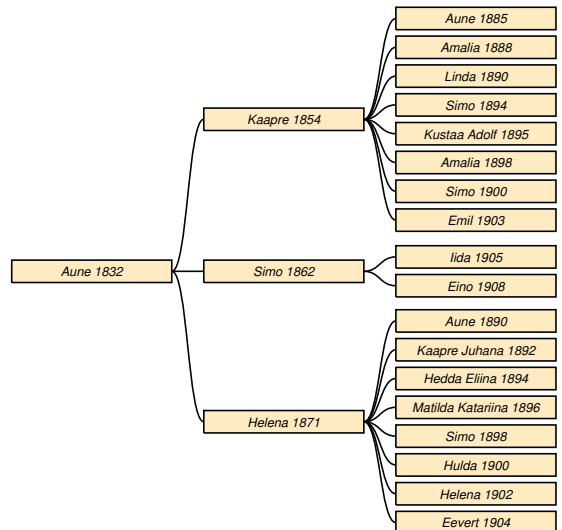 Aune 1832
Kaapre 1854
Aune 1885
Amalia 1888
Linda 1890
Simo 1894
Kustaa Adolf 1895
Amalia 1898
Simo 1900
Emil 1903
Simo 1862
Iida 1905
Eino 1908
Helena 1871
Aune 1890
Kaapre Juhana 1892
Hedda Eliina 1894
Matilda Katariina 1896
Simo 1898
Hulda 1900
Helena 1902
Eevert 1904